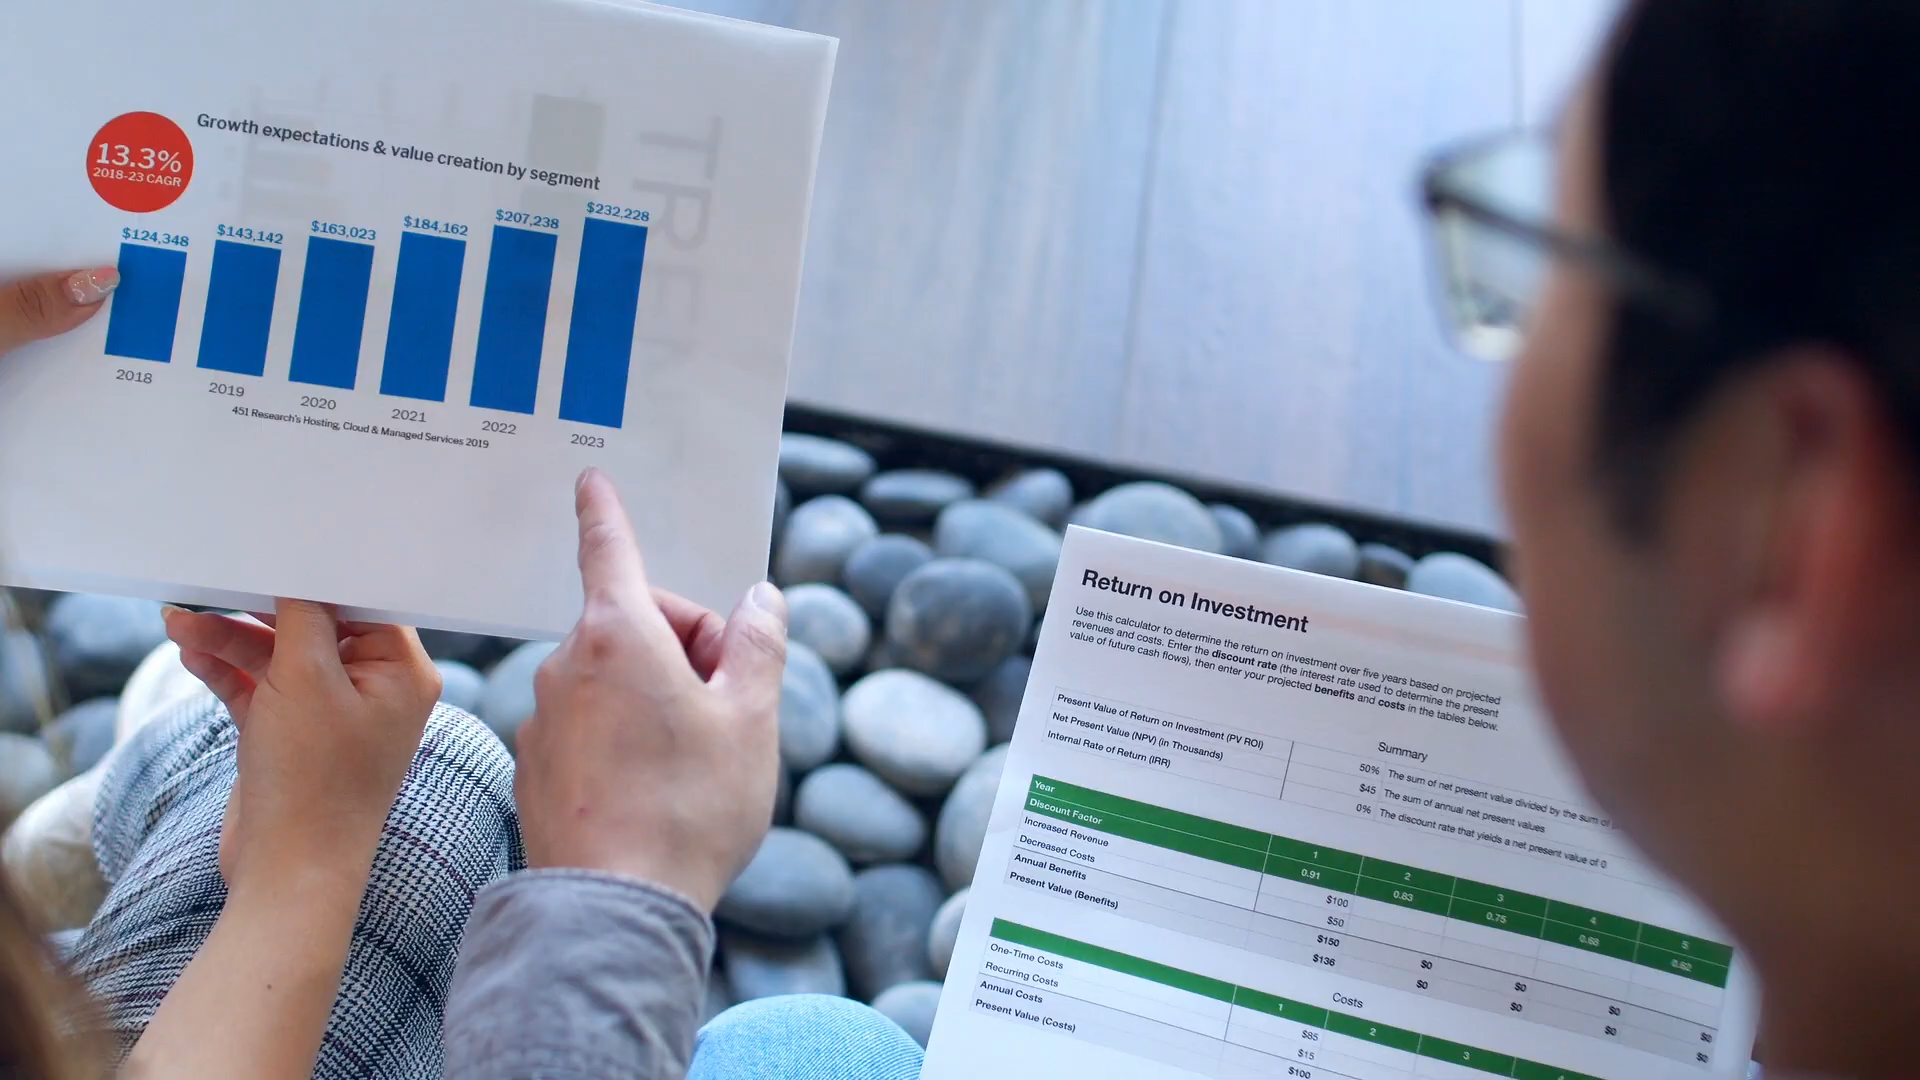 Growth expectations & value creation by segment
13.3%
2018-23 CAGR
$124,348 $143,142 $163,023 $184,162 $207,238 $232,228
2018 2019 2020 2021 2022 2023
451 Research's Hosting, Cloud & Managed Services 2019
Return on Investment
Use this calculator to determine the return on investment over five years based on projected
revenues and costs. Enter the discount rate (the interest rate used to determine the present
value of future cash flows), then enter your projected benefits and costs in the tables below.
Summary
Present Value of Return on Investment (PV ROI) 50% The sum of net present value divided by the sum of
Net Present Value (NPV) (in Thousands) $45 The sum of annual net present values
Internal Rate of Return (IRR) 0% The discount rate that yields a net present value of 0
Year 1 2 3 4 5
Discount Factor 0.91 0.83 0.75 0.68 0.62
Increased Revenue $100
Decreased Costs $50
Annual Benefits $150 $0 $0 $0 $0
Present Value (Benefits) $136 $0 $0 $0 $0
Costs
1 2 3 4
One-Time Costs $85
Recurring Costs $15
Annual Costs $100
Present Value (Costs)